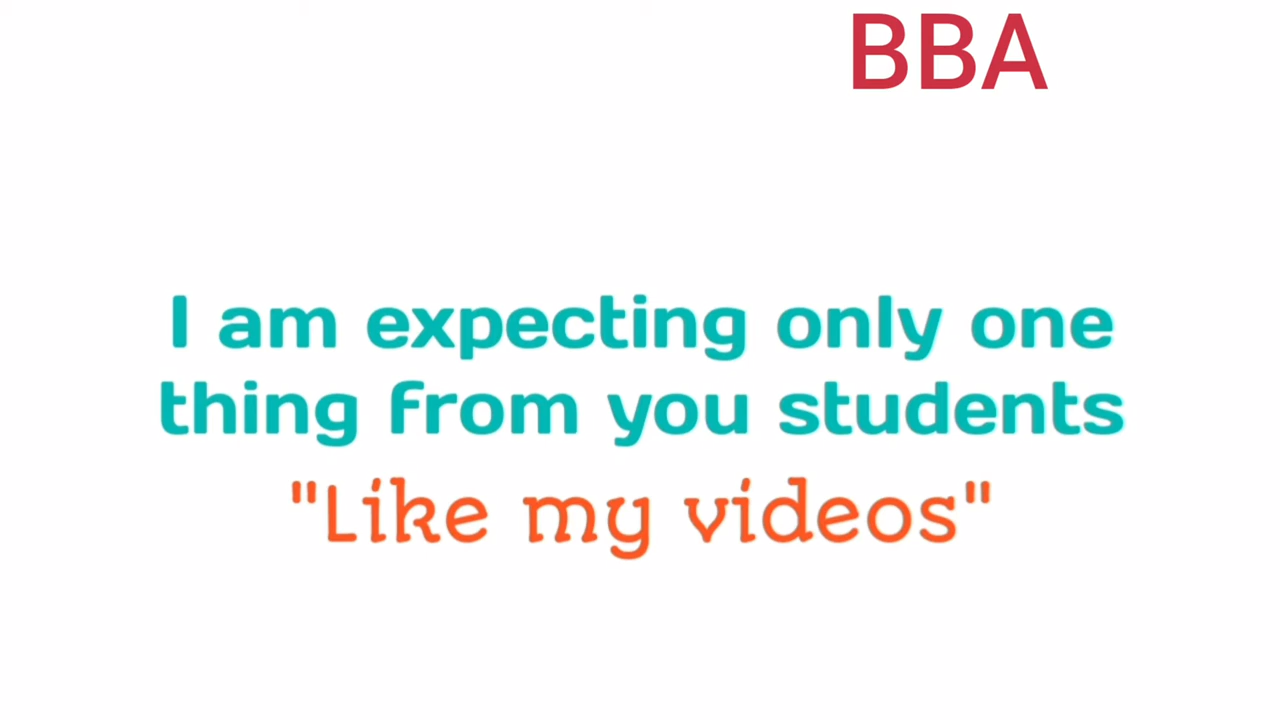 BBA
I am expecting only one
thing from you students
"Like my videos"